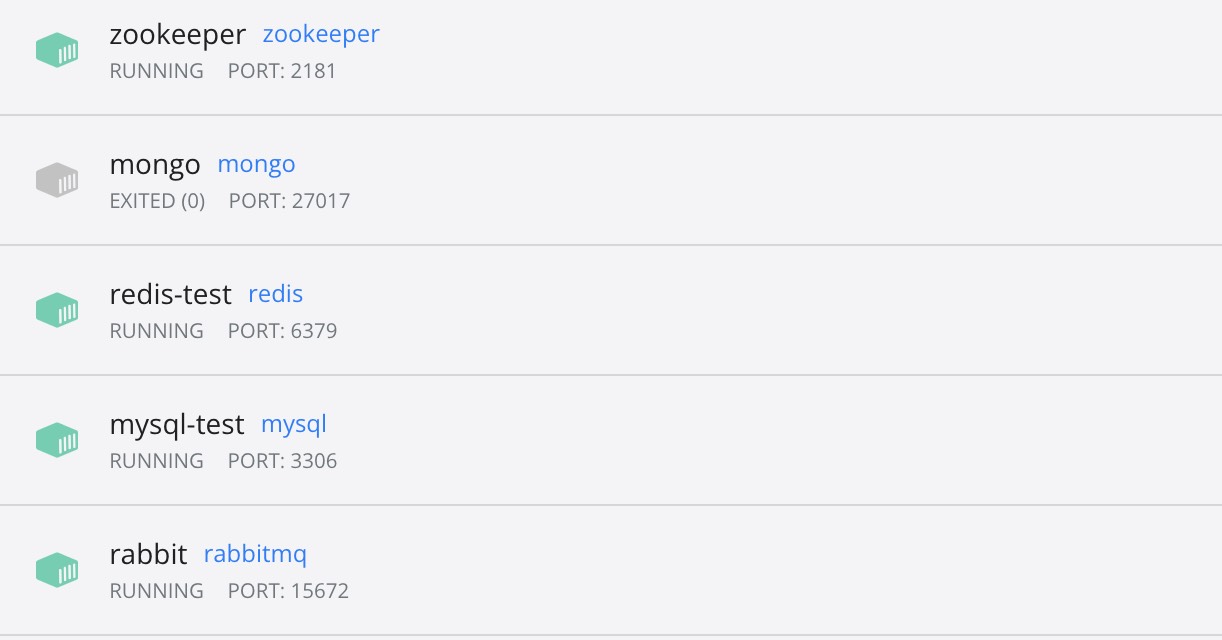 zookeeper zookeeper
RUNNING PORT: 2181
mongo mongo
EXITED (0) PORT: 27017
redis-test redis
RUNNING PORT: 6379
mysql-test mysql
RUNNING PORT: 3306
rabbit rabbitmq
RUNNING PORT: 15672